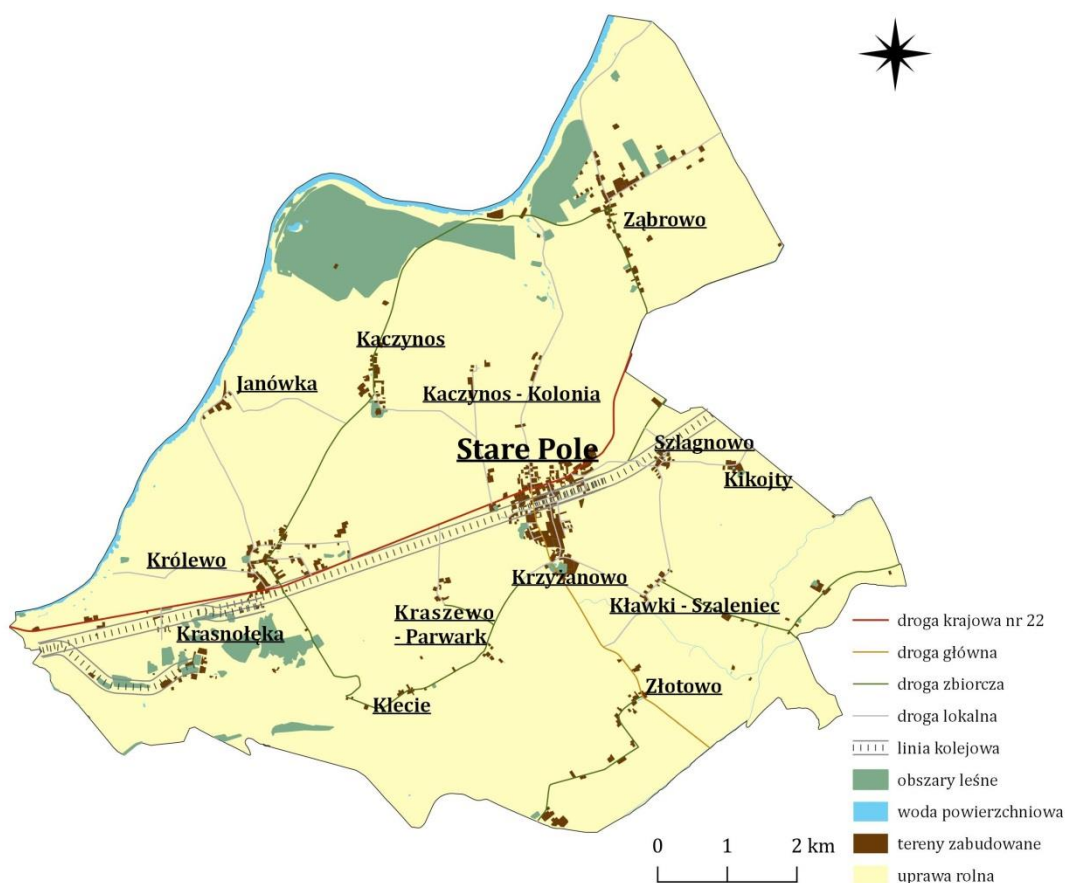 Ząbrowo
Kaczynos
Janówka
Kaczynos - Kolonia
Stare Pole
Szlagnowo
Kikojty
Królewo
Krzyżanowo
Kraszewo
- Parwark
Kławki - Szaleniec
Krasnołęka
Klecie
Złotowo
droga krajowa nr 22
droga główna
droga zbiorcza
droga lokalna
linia kolejowa
obszary leśne
woda powierzchniowa
tereny zabudowane
uprawa rolna
0 1 2 km